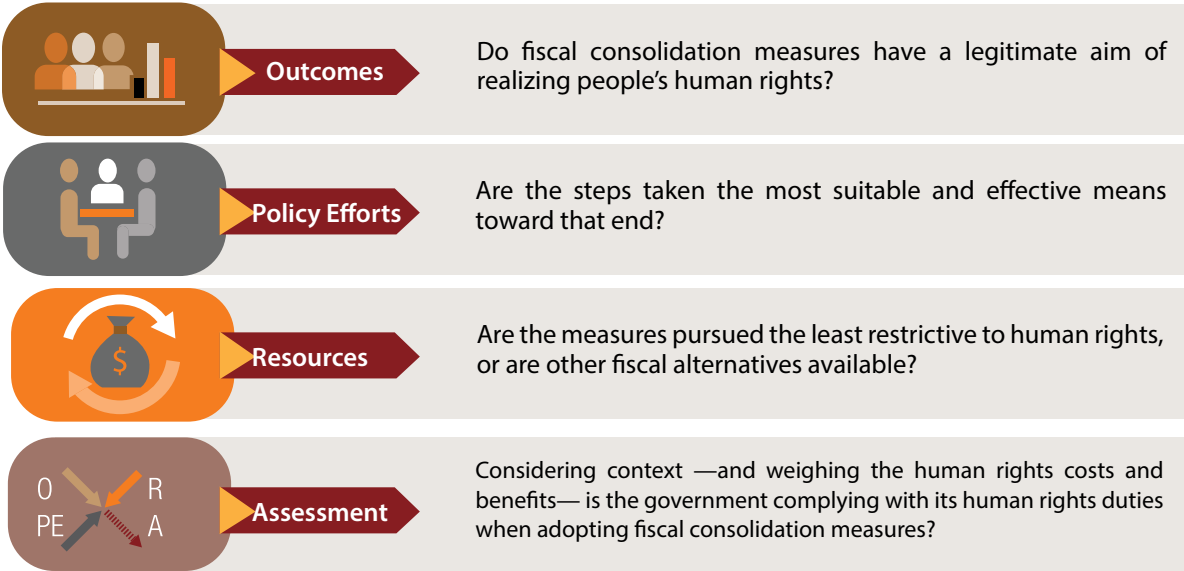 Outcomes
Do fiscal consolidation measures have a legitimate aim of
realizing people’s human rights?
Policy Efforts
Are the steps taken the most suitable and effective means
toward that end?
$
Resources
Are the measures pursued the least restrictive to human rights,
or are other fiscal alternatives available?
O R
PE A
Assessment
Considering context —and weighing the human rights costs and
benefits— is the government complying with its human rights duties
when adopting fiscal consolidation measures?